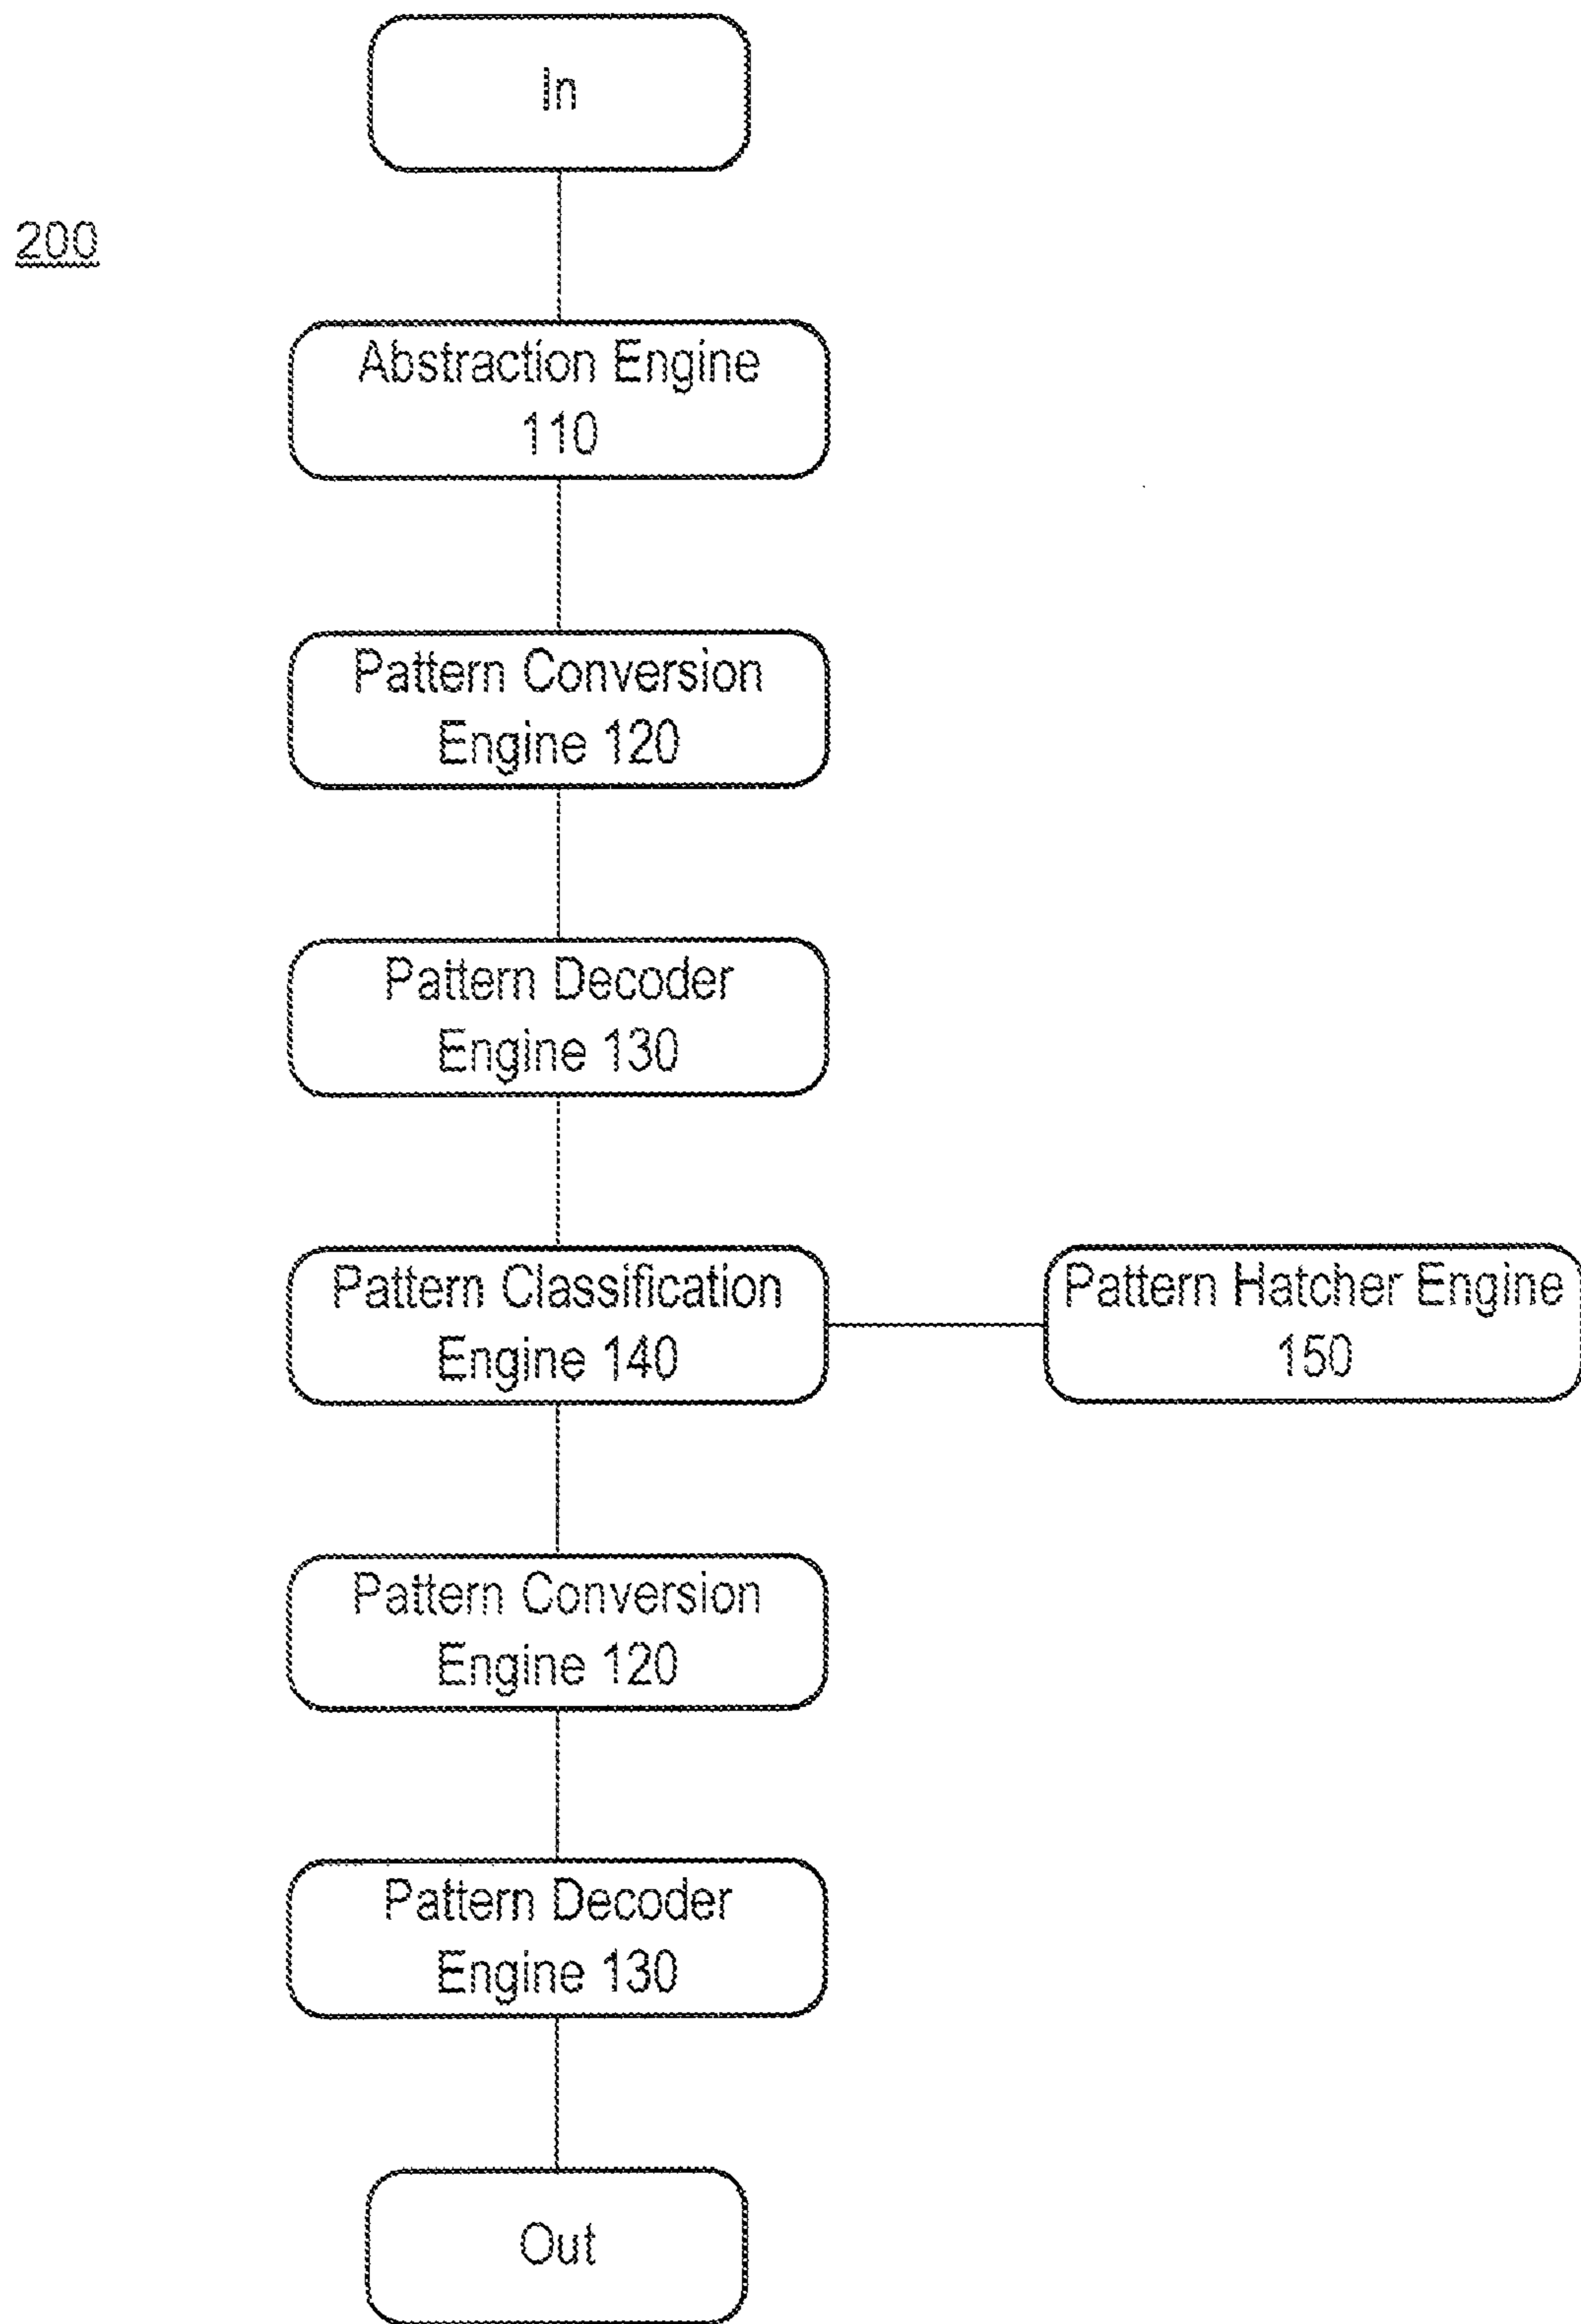 In
200
Abstraction Engine
110
Pattern Conversion
Engine 120
Pattern Decoder
Engine 130
Pattern Classification
Engine 140
Pattern Hatcher Engine
150
Pattern Conversion
Engine 120
Pattern Decoder
Engine 130
Out